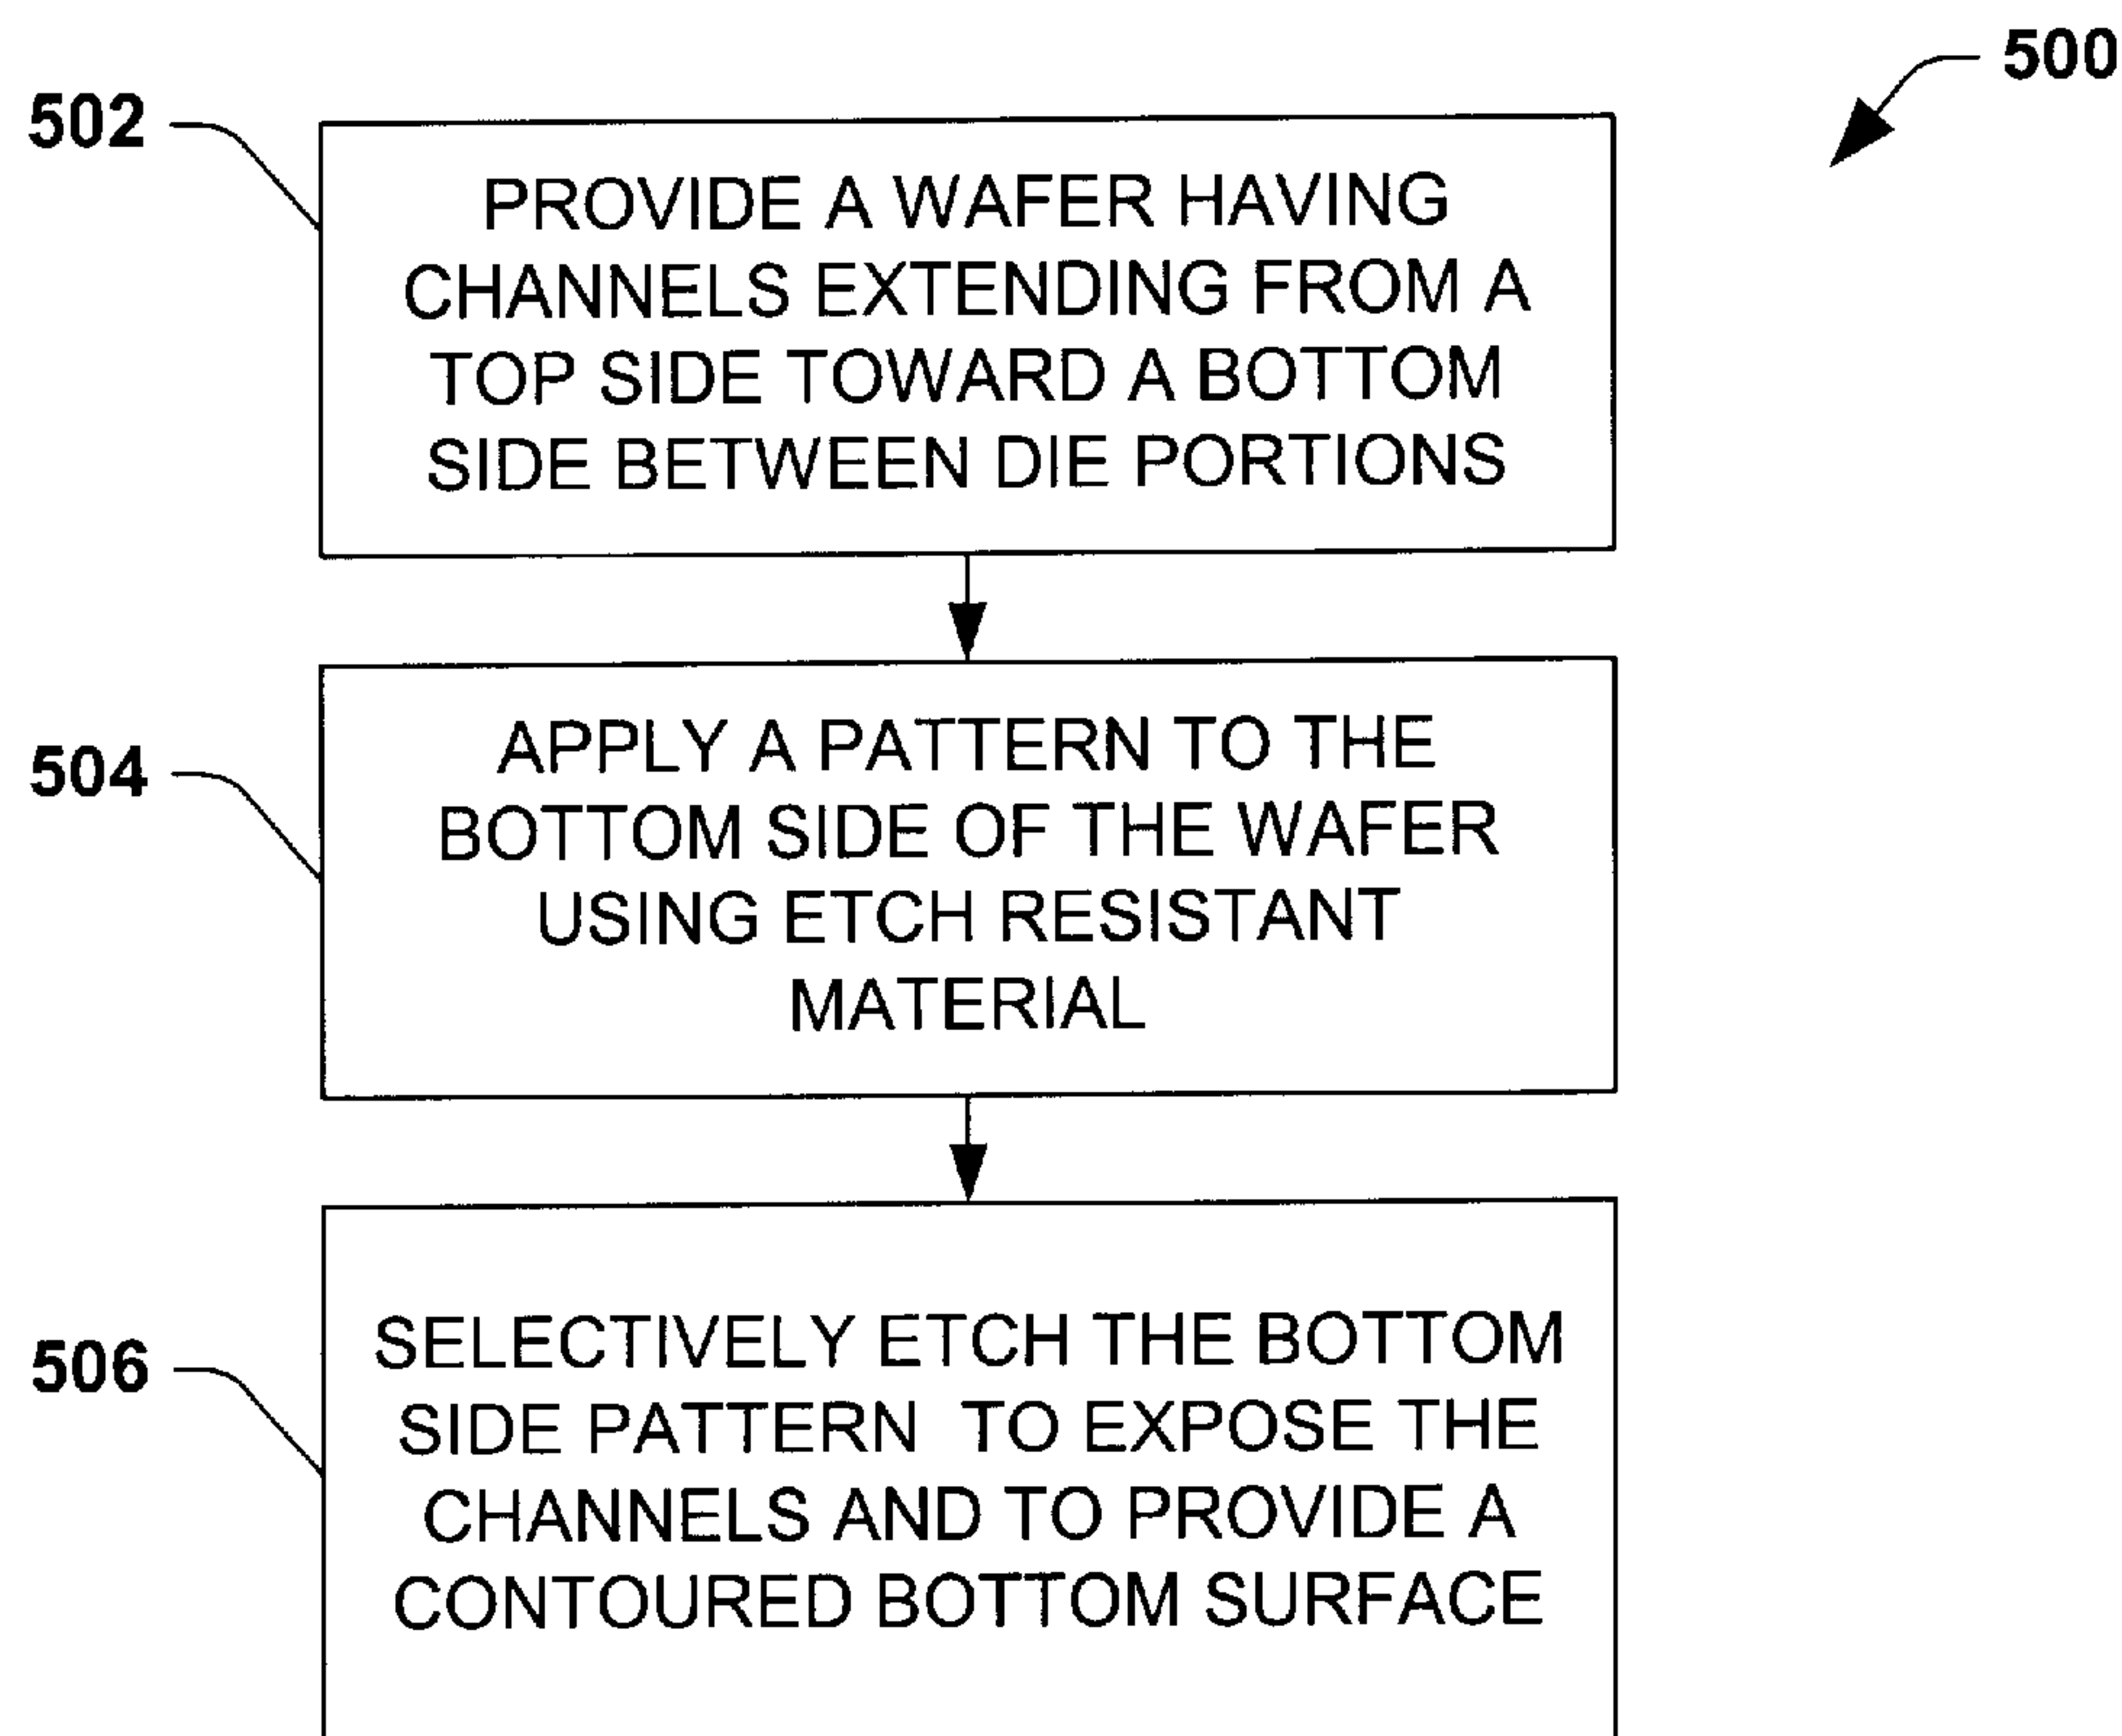 500
502
PROVIDE A WAFER HAVING
CHANNELS EXTENDING FROM A
TOP SIDE TOWARD A BOTTOM
SIDE BETWEEN DIE PORTIONS
504
APPLY A PATTERN TO THE
BOTTOM SIDE OF THE WAFER
USING ETCH RESISTANT
MATERIAL
506
SELECTIVELY ETCH THE BOTTOM
SIDE PATTERN TO EXPOSE THE
CHANNELS AND TO PROVIDE A
CONTOURED BOTTOM SURFACE